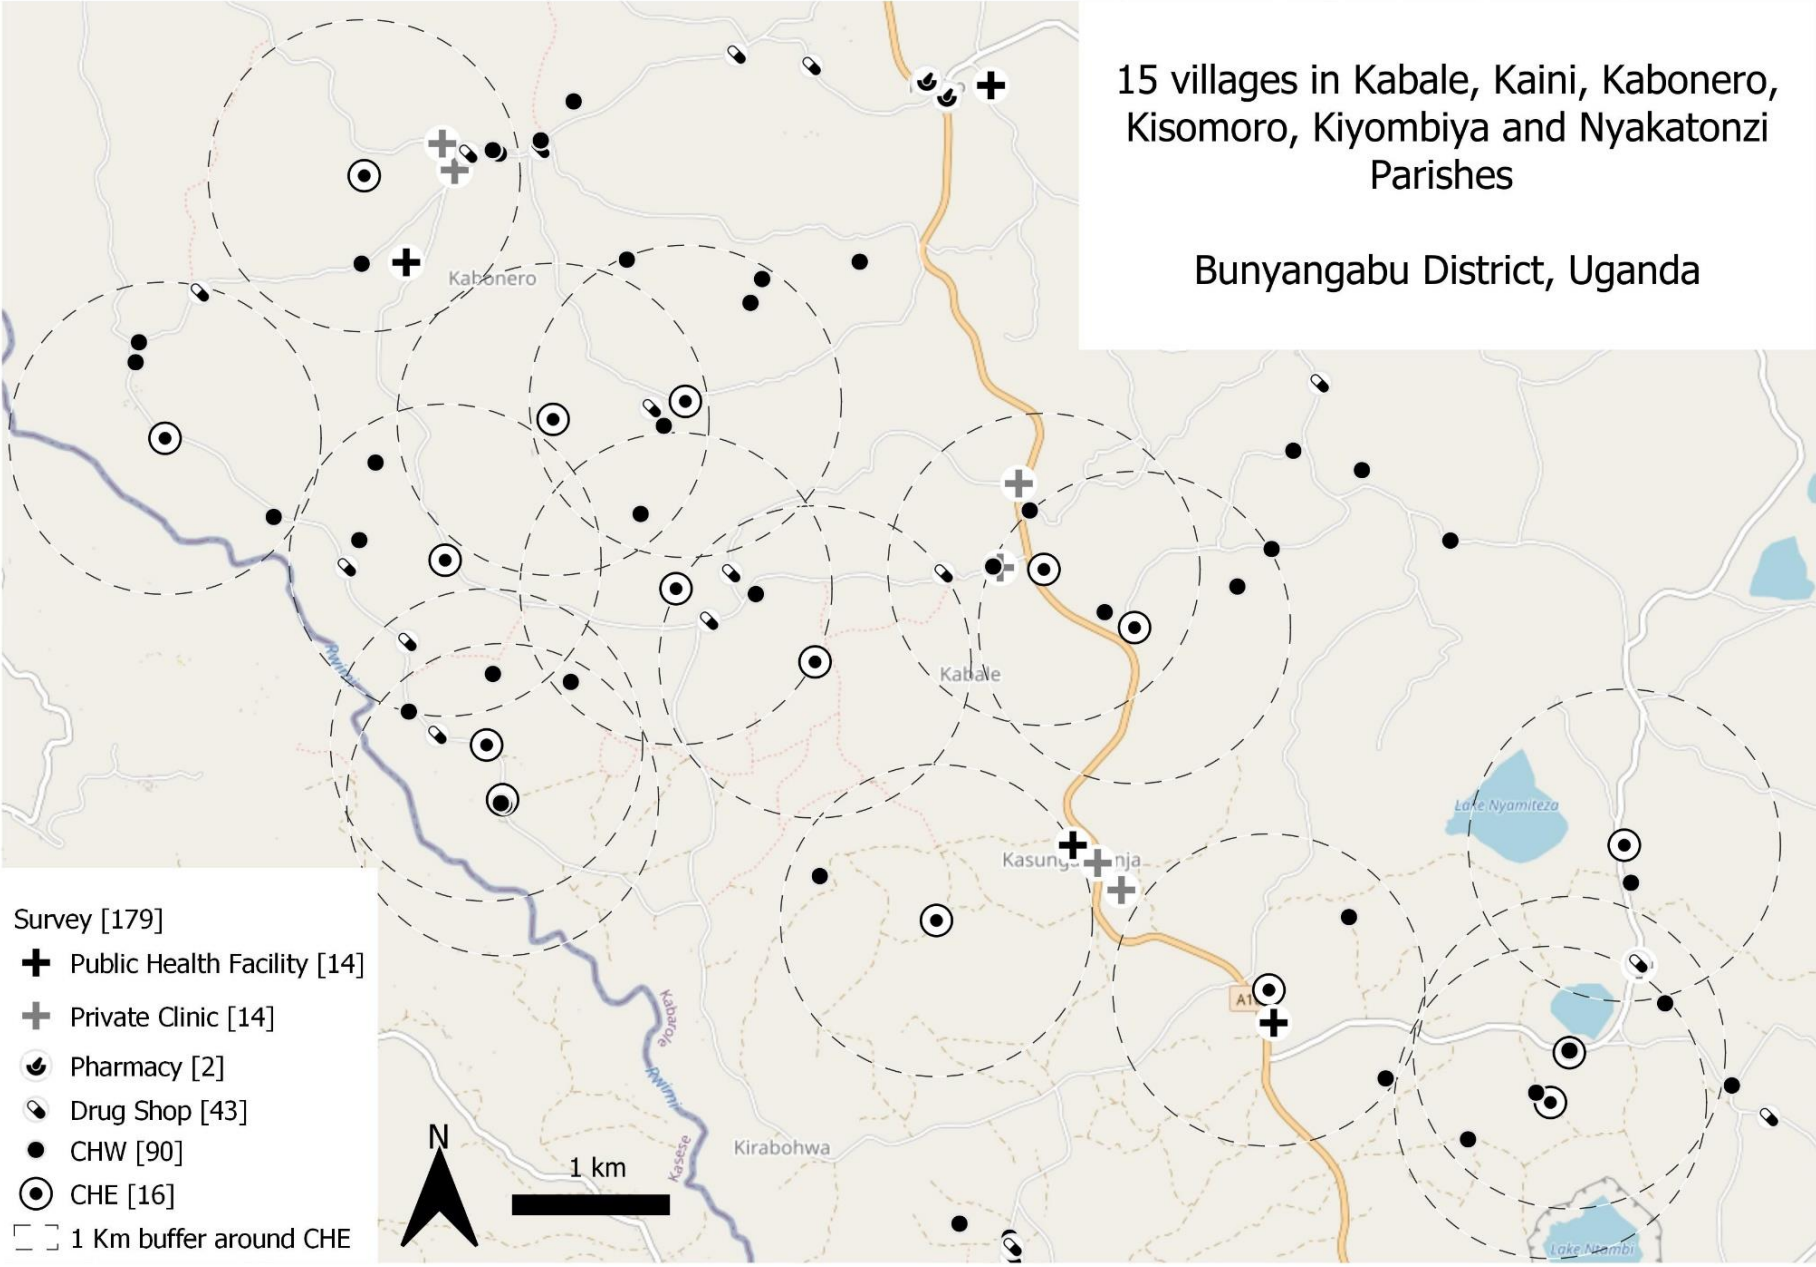 15 villages in Kabale, Kaini, Kabonero,
Kisomoro, Kiyombiya and Nyakatonzi
Parishes
Bunyangabu District, Uganda
Kabonero
Rwimi
Kabale
Lake Nyamiteza
A1
Kabarole
Rwimi
Kasese
Kirabohwa
Lake Ntambi
Survey [179]
Public Health Facility [14]
Private Clinic [14]
Pharmacy [2]
Drug Shop [43]
CHW [90]
CHE [16]
1 Km buffer around CHE
N
1 km